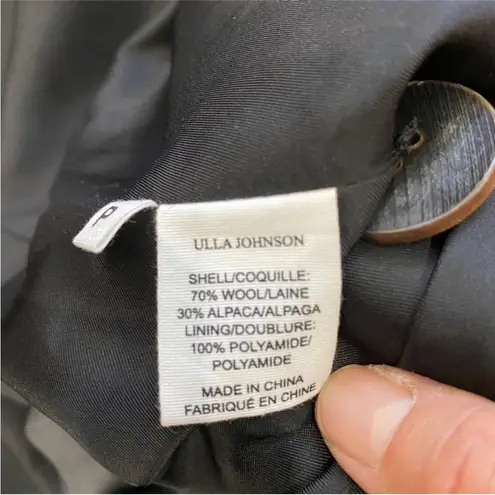 P
ULLA JOHNSON
SHELL/COQUILLE:
70% WOOL/LAINE
30% ALPACA/ALPAGA
LINING/DOUBLURE:
100% POLYAMIDE/
POLYAMIDE
MADE IN CHINA
FABRIQUÉ EN CHINE